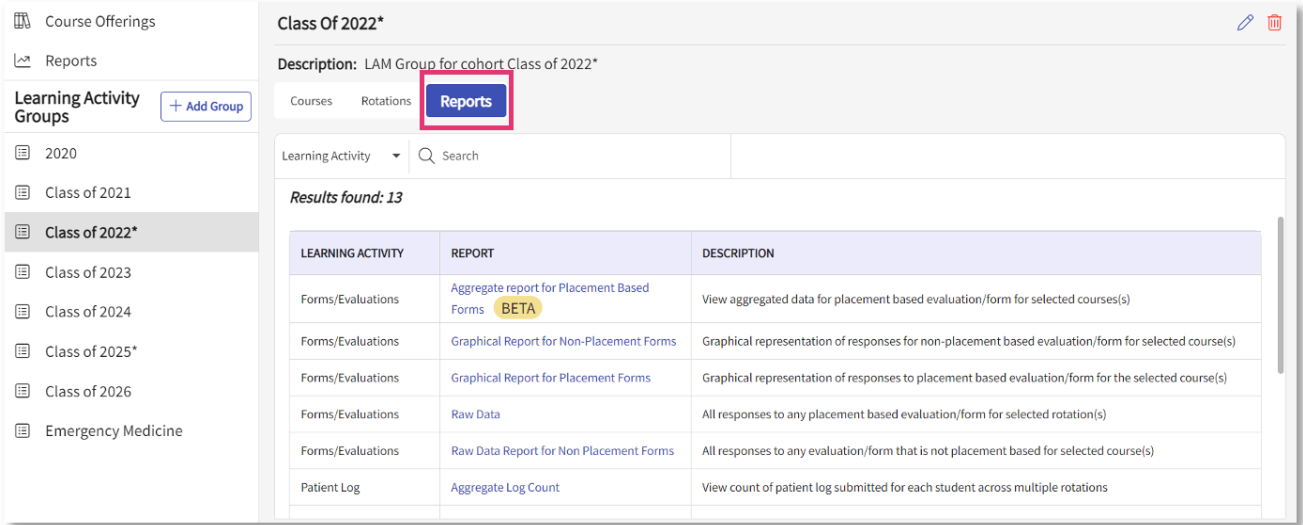 Course Offerings
Reports
Learning Activity
Groups
+ Add Group
2020
Class of 2021
Class of 2022*
Class of 2023
Class of 2024
Class of 2025*
Class of 2026
Emergency Medicine
Class Of 2022*
Description: LAM Group for cohort Class of 2022*
Courses Rotations Reports
Learning Activity Search
Results found: 13
LEARNING ACTIVITY REPORT DESCRIPTION
Forms/Evaluations Aggregate report for Placement Based Forms BETA View aggregated data for placement based evaluation/form for selected courses(s)
Forms/Evaluations Graphical Report for Non-Placement Forms Graphical representation of responses for non-placement based evaluation/form for selected course(s)
Forms/Evaluations Graphical Report for Placement Forms Graphical representation of responses to placement based evaluation/form for the selected course(s)
Forms/Evaluations Raw Data All responses to any placement based evaluation/form for selected rotation(s)
Forms/Evaluations Raw Data Report for Non Placement Forms All responses to any evaluation/form that is not placement based for selected course(s)
Patient Log Aggregate Log Count View count of patient log submitted for each student across multiple rotations